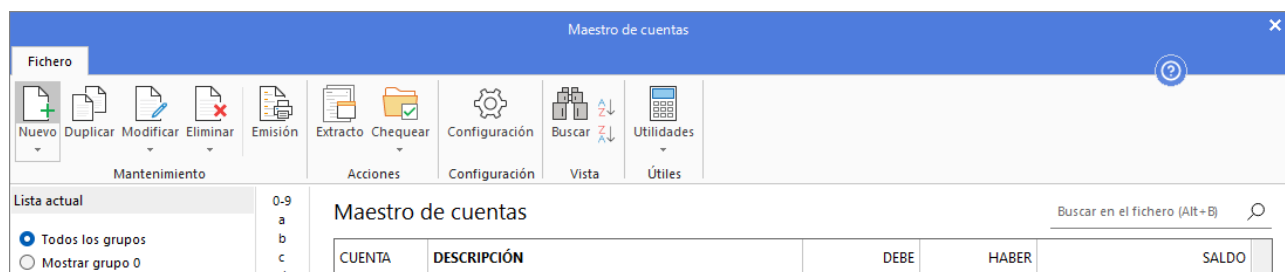 Maestro de cuentas
Fichero
Nuevo Duplicar Modificar Eliminar Emisión Extracto Chequear Configuración Buscar Utilidades
Mantenimiento Acciones Configuración Vista Útiles
Lista actual
Todos los grupos
Mostrar grupo 0
0-9
a
b
c
Maestro de cuentas
Buscar en el fichero (Alt+B)
CUENTA DESCRIPCIÓN DEBE HABER SALDO